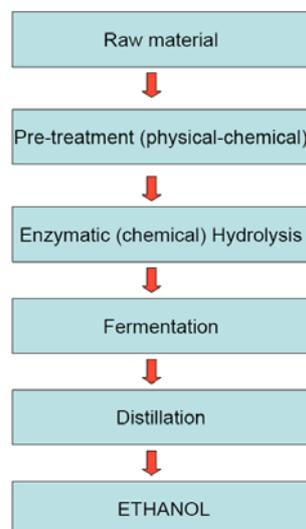 Raw material
Pre-treatment (physical-chemical)
Enzymatic (chemical) Hydrolysis
Fermentation
Distillation
ETHANOL